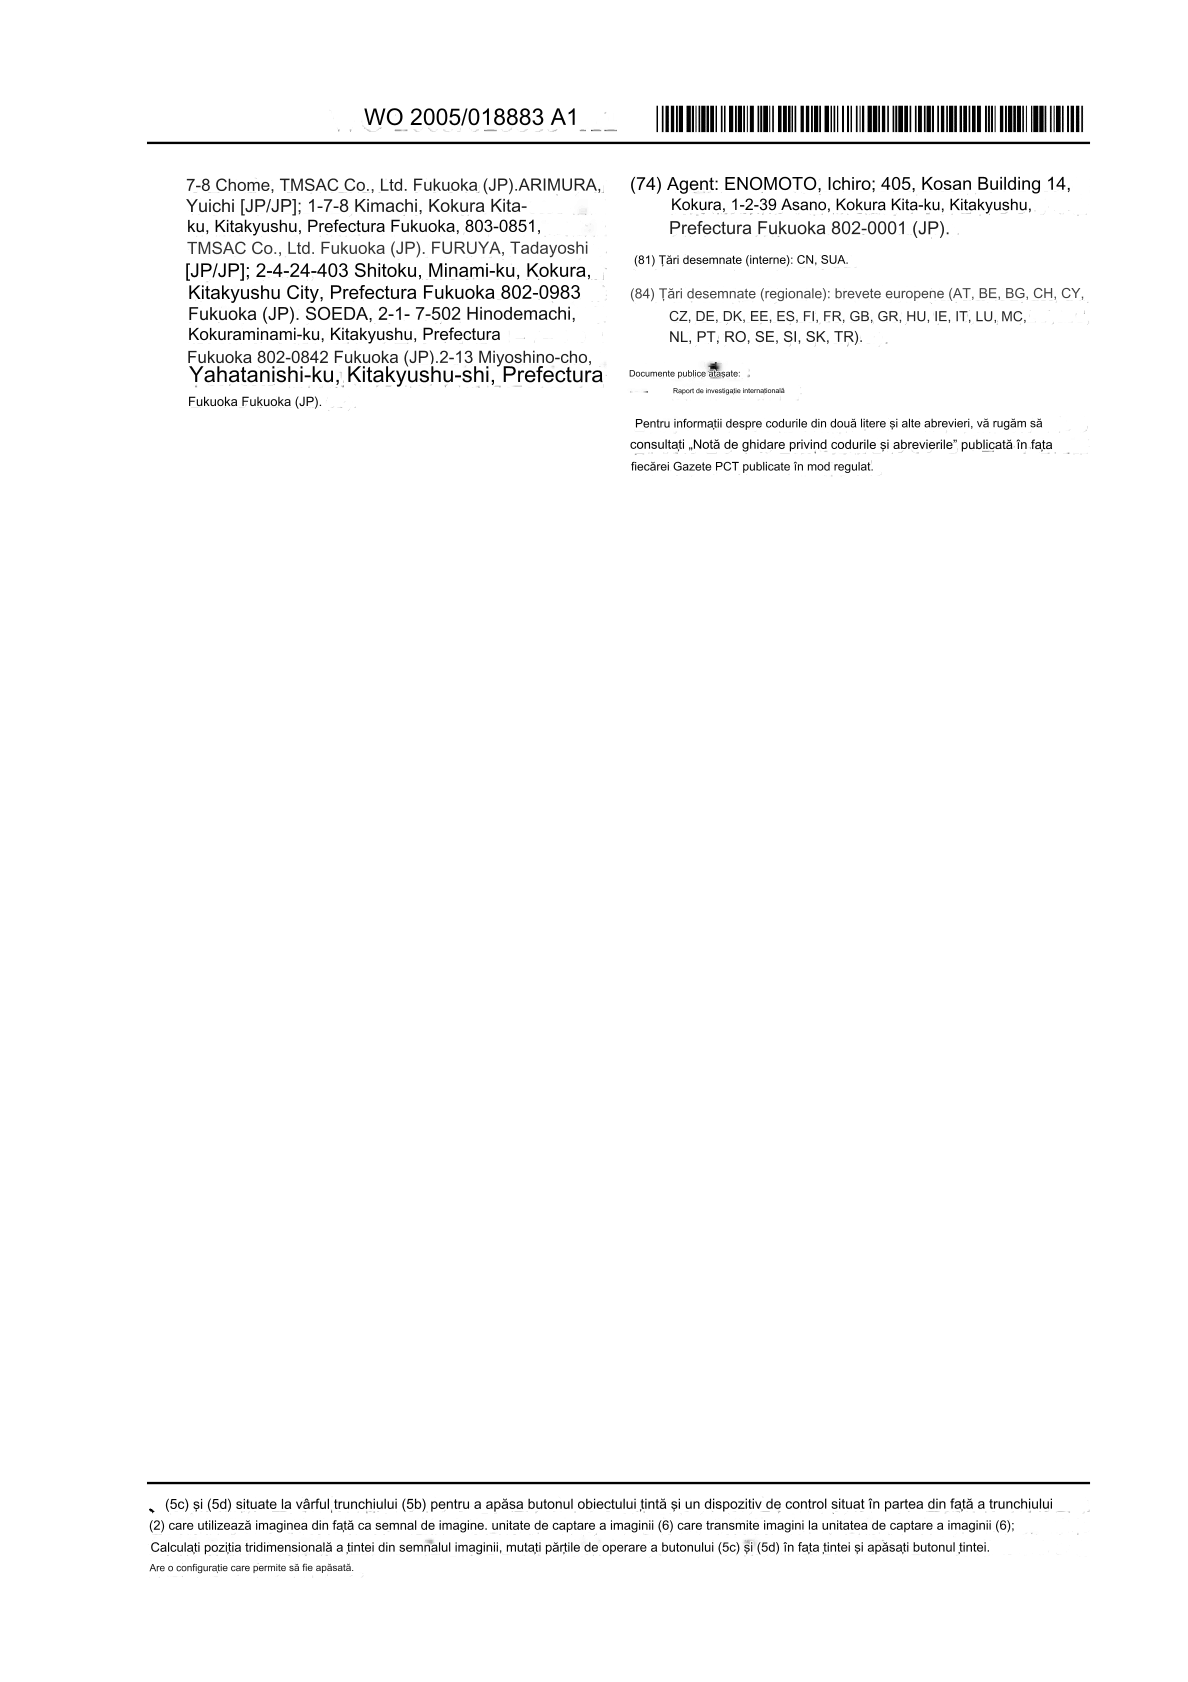 WO 2005/018883 A1
7-8 Chome, TMSAC Co., Ltd. Fukuoka (JP).ARIMURA,
Yuichi [JP/JP]; 1-7-8 Kimachi, Kokura Kita-
ku, Kitakyushu, Prefectura Fukuoka, 803-0851,
TMSAC Co., Ltd. Fukuoka (JP). FURUYA, Tadayoshi
[JP/JP]; 2-4-24-403 Shitoku, Minami-ku, Kokura,
Kitakyushu City, Prefectura Fukuoka 802-0983
Fukuoka (JP). SOEDA, 2-1- 7-502 Hinodemachi,
Kokuraminami-ku, Kitakyushu, Prefectura
Fukuoka 802-0842 Fukuoka (JP).2-13 Miyoshino-cho,
Yahatanishi-ku, Kitakyushu-shi, Prefectura
Fukuoka Fukuoka (JP).
(74) Agent: ENOMOTO, Ichiro; 405, Kosan Building 14,
Kokura, 1-2-39 Asano, Kokura Kita-ku, Kitakyushu,
Prefectura Fukuoka 802-0001 (JP).
(81) Țări desemnate (interne): CN, SUA.
(84) Țări desemnate (regionale): brevete europene (AT, BE, BG, CH, CY,
CZ, DE, DK, EE, ES, FI, FR, GB, GR, HU, IE, IT, LU, MC,
NL, PT, RO, SE, SI, SK, TR).
Documente publice atașate:
Raport de investigație internațională
Pentru informații despre codurile din două litere și alte abrevieri, vă rugăm să
consultați „Notă de ghidare privind codurile și abrevierile” publicată în fața
fiecărei Gazete PCT publicate în mod regulat.
(5c) și (5d) situate la vârful trunchiului (5b) pentru a apăsa butonul obiectului țintă și un dispozitiv de control situat în partea din față a trunchiului
(2) care utilizează imaginea din față ca semnal de imagine. unitate de captare a imaginii (6) care transmite imagini la unitatea de captare a imaginii (6);
Calculați poziția tridimensională a țintei din semnalul imaginii, mutați părțile de operare a butonului (5c) și (5d) în fața țintei și apăsați butonul țintei.
Are o configurație care permite să fie apăsată.